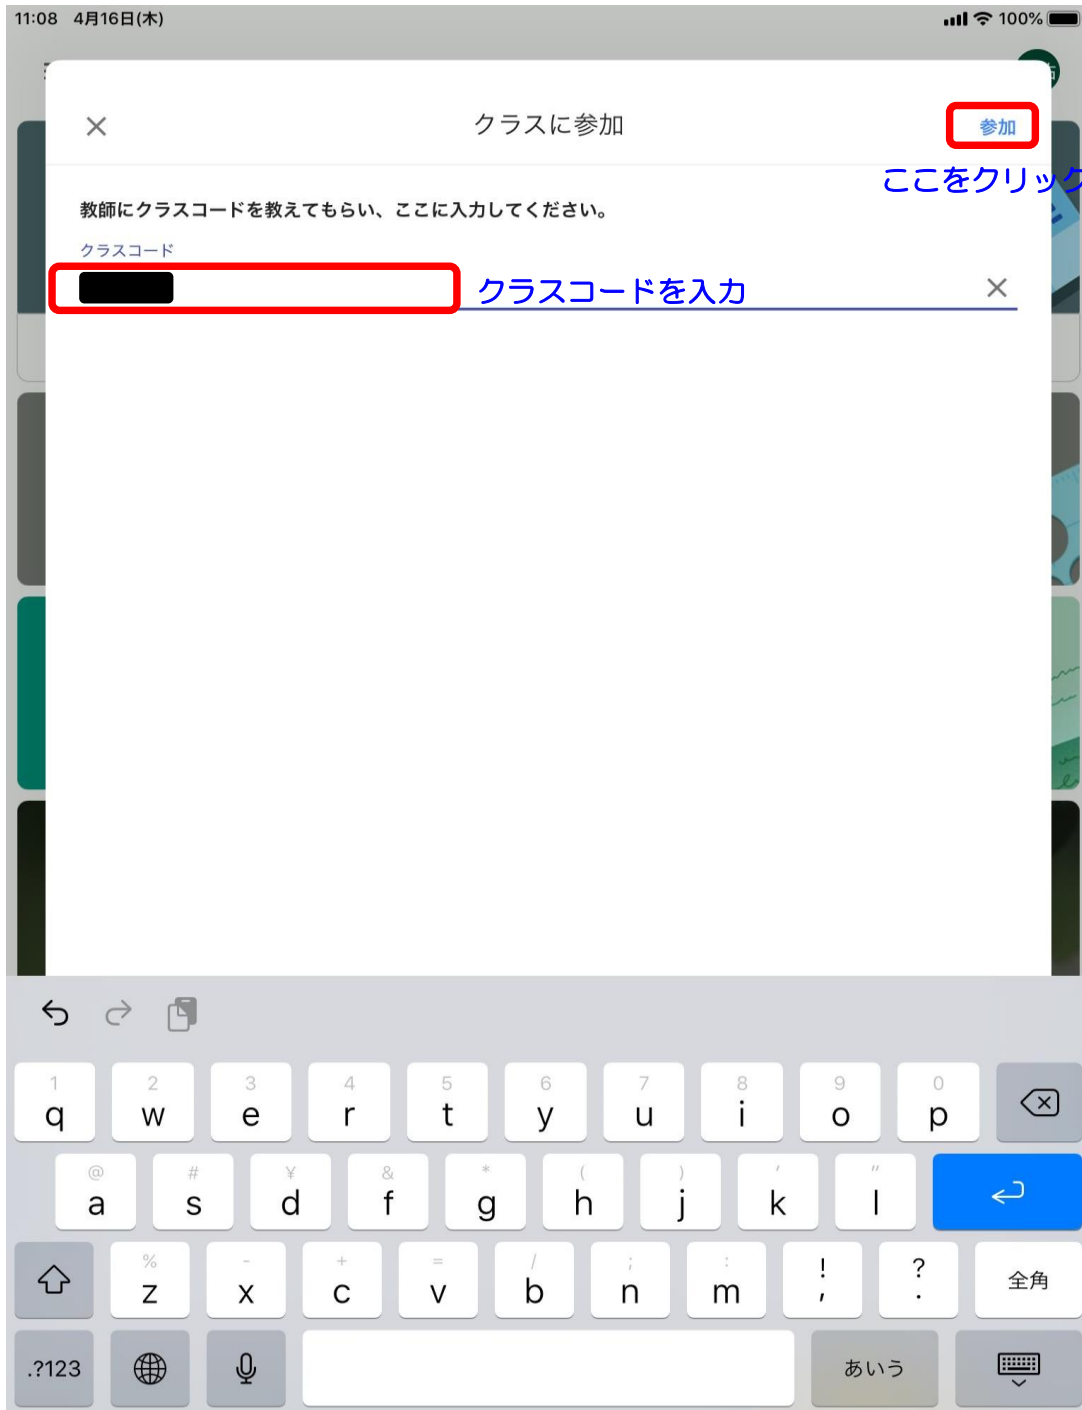 11:08 4月16日(木) 100%
クラスに参加 参加
ここをクリック
教師にクラスコードを教えてもらい、ここに入力してください。
クラスコード
クラスコードを入力
1 2 3 4 5 6 7 8 9 0
q w e r t y u i o p
@ # ¥ & * ( ) ' "
a s d f g h j k l
% - + = / ; : ! ?
z x c v b n m , . 全角
.?123 あいう